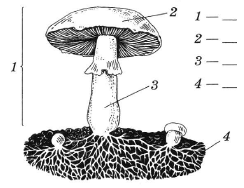 2
1
3
4
1 – __
2 – __
3 – __
4 – __